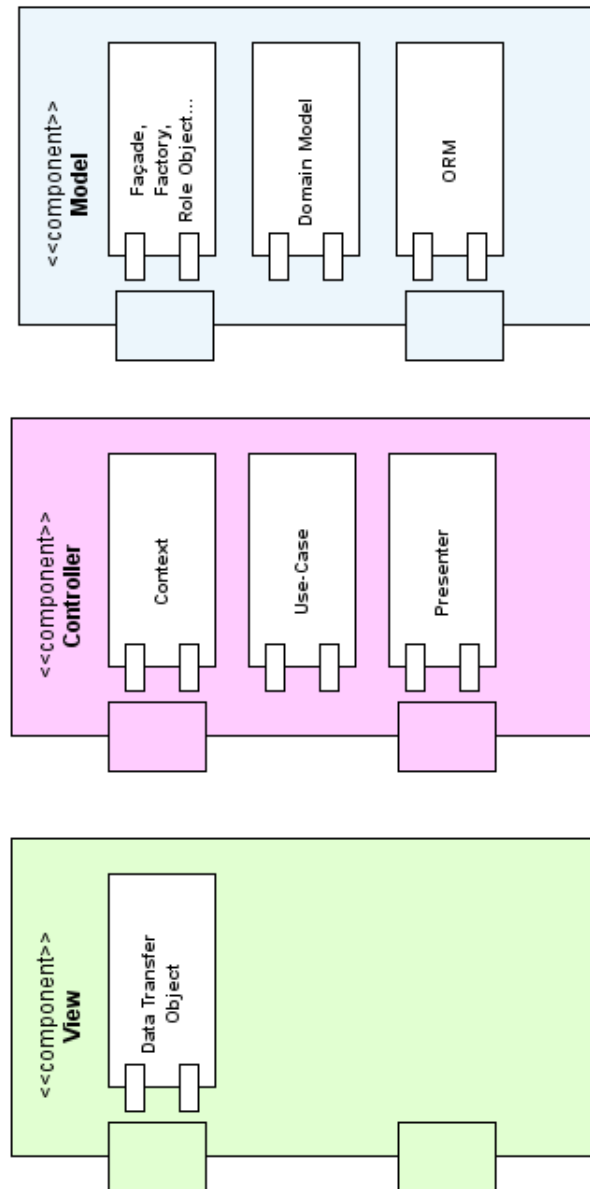 <<component>>
Model
Façade,
Factory,
Role Object...
Domain Model
ORM
<<component>>
Controller
Context
Use-Case
Presenter
<<component>>
View
Data Transfer
Object